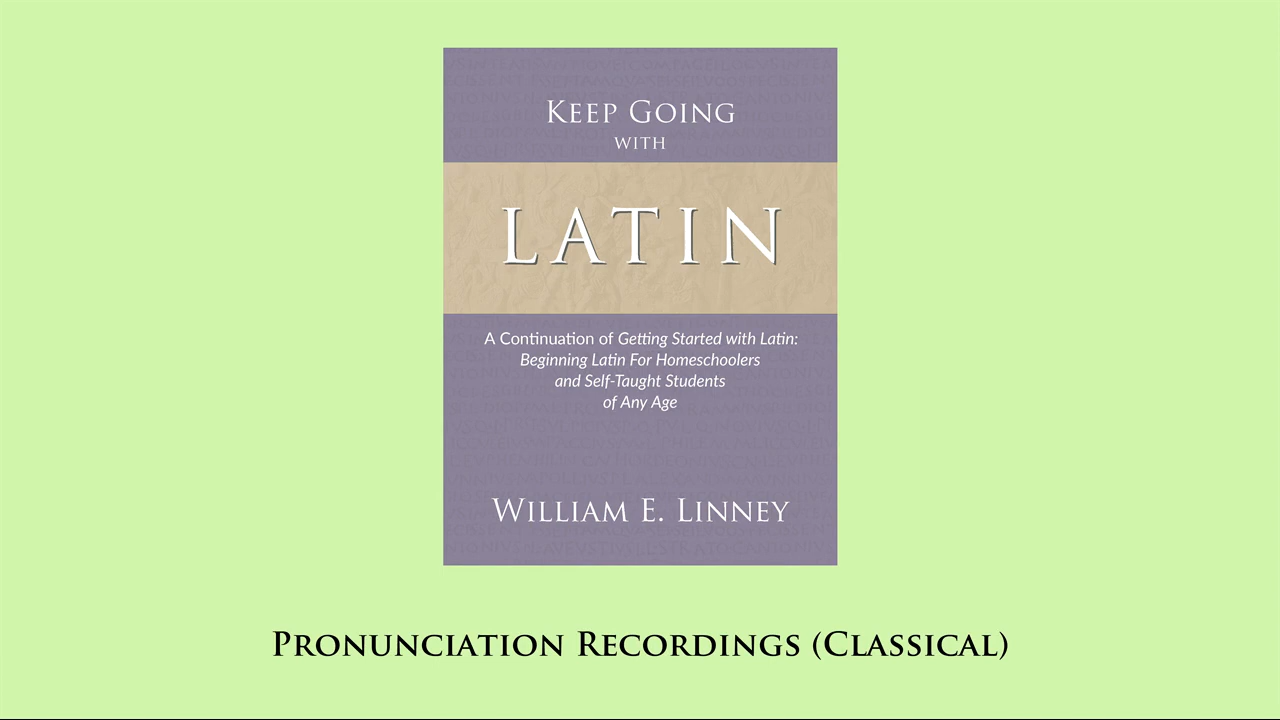 Keep Going
with
LATIN
A Continuation of Getting Started with Latin:
Beginning Latin For Homeschoolers
and Self-Taught Students
of Any Age
William E. Linney
Pronunciation Recordings (Classical)